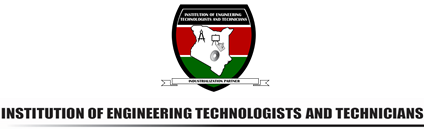 INSTITUTION OF ENGINEERING
TECHNOLOGISTS AND TECHNICIANS
INDUSTRIALIZATION PARTNER
INSTITUTION OF ENGINEERING TECHNOLOGISTS AND TECHNICIANS